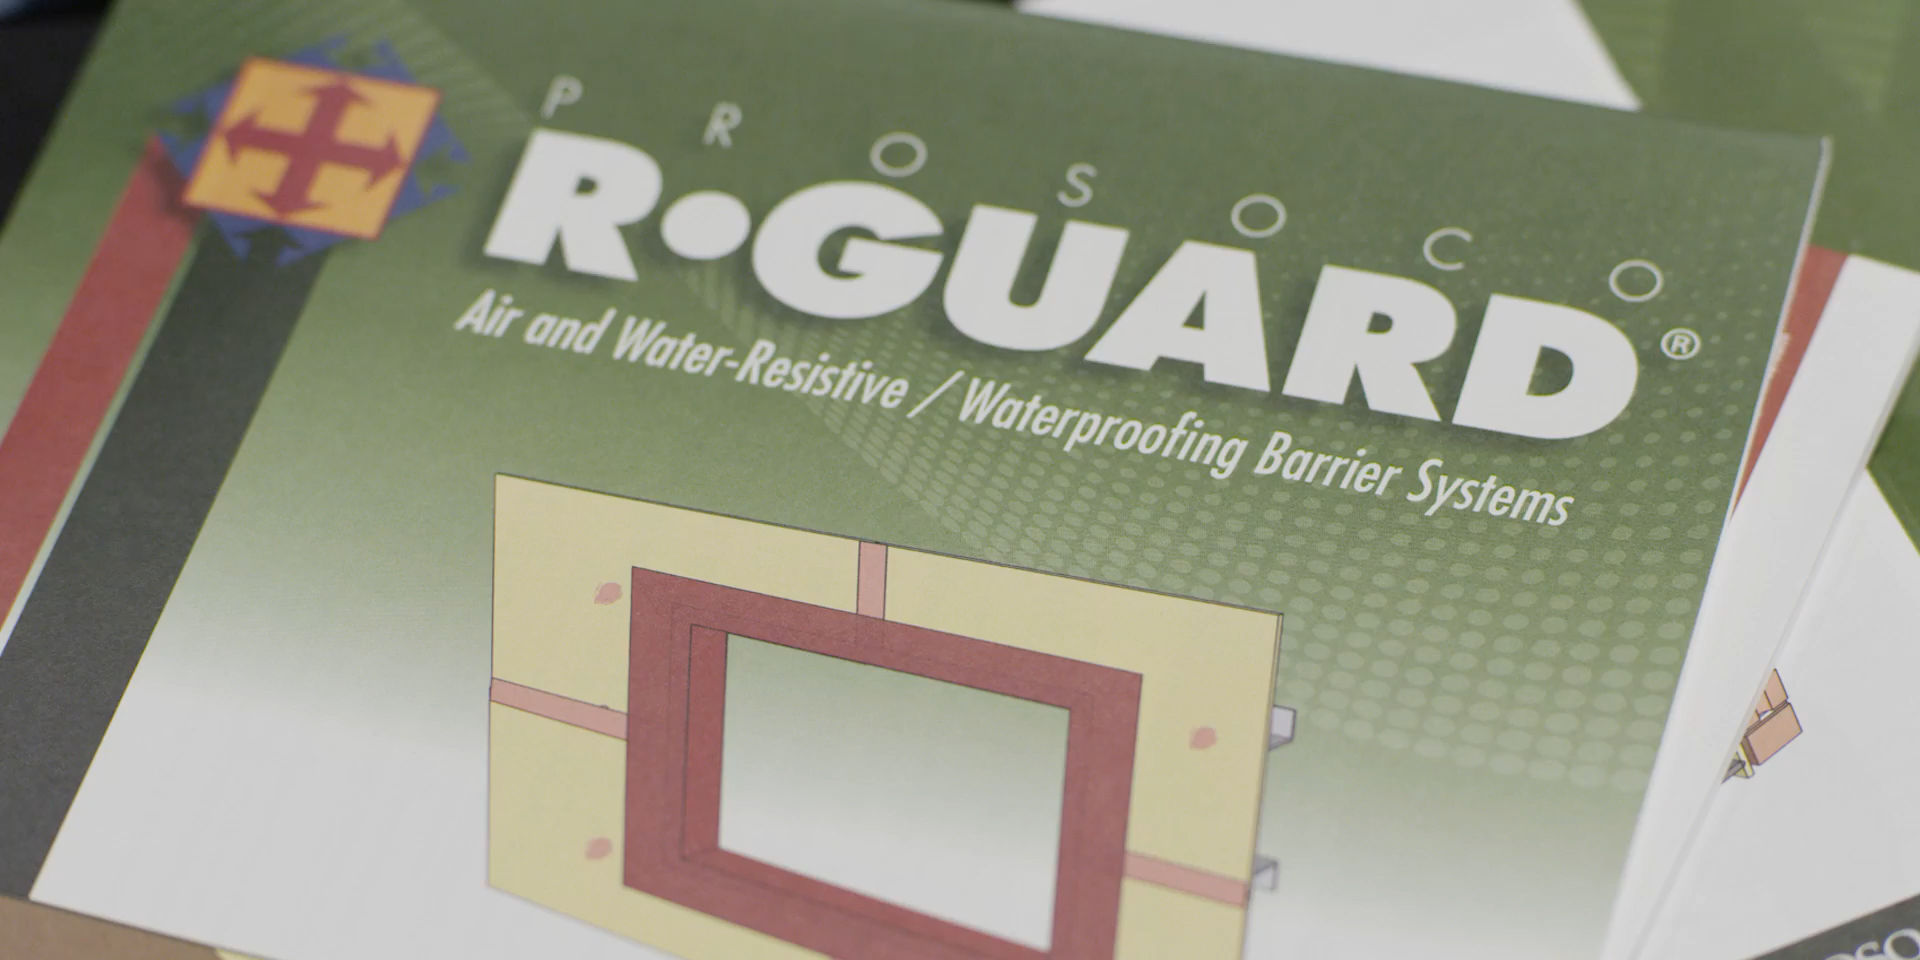 PROSOCO
R•GUARD®
Air and Water-Resistive / Waterproofing Barrier Systems